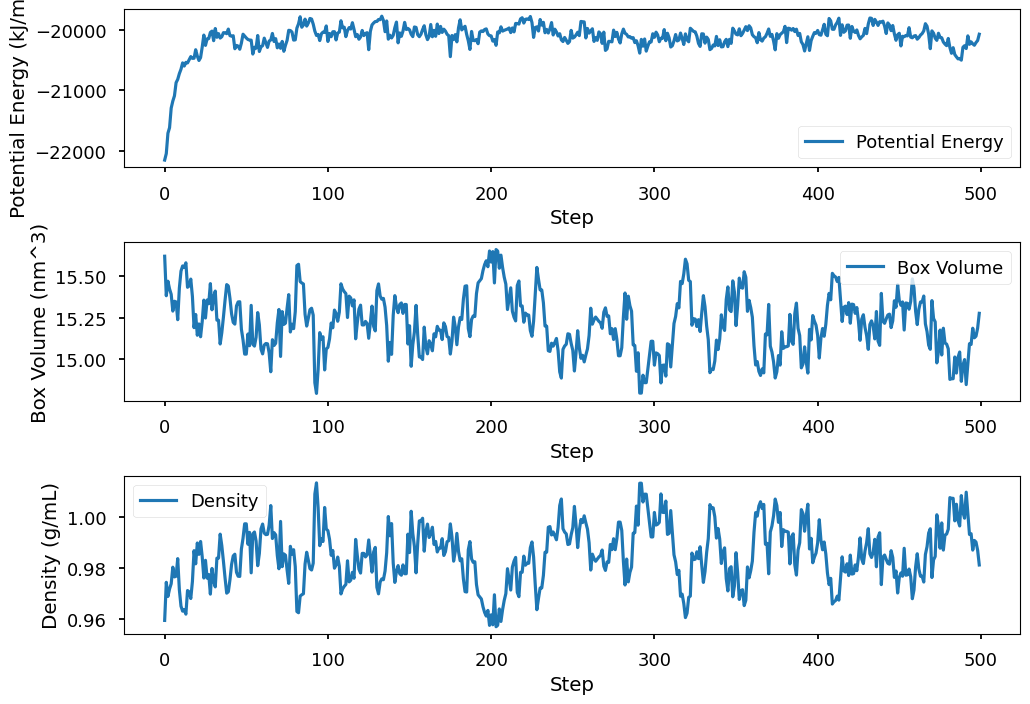 Potential Energy (kJ/m
−20000
−21000
−22000
Potential Energy
0 100 200 300 400 500
Step
Box Volume (nm^3)
15.50
15.25
15.00
Box Volume
0 100 200 300 400 500
Step
Density (g/mL)
1.00
0.98
0.96
Density
0 100 200 300 400 500
Step